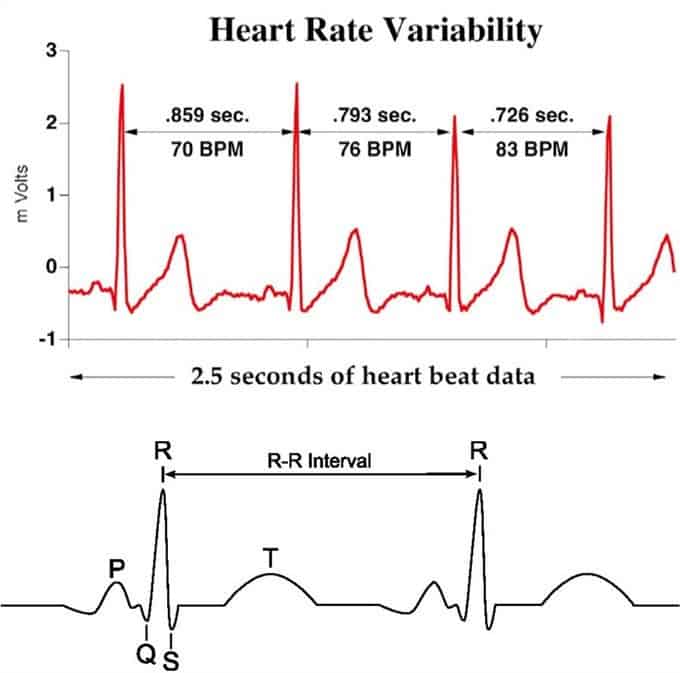 Heart Rate Variability
3
2
1
0
-1
m Volts
.859 sec.
70 BPM
.793 sec.
76 BPM
.726 sec.
83 BPM
2.5 seconds of heart beat data
R
R-R Interval
R
P
T
Q
S